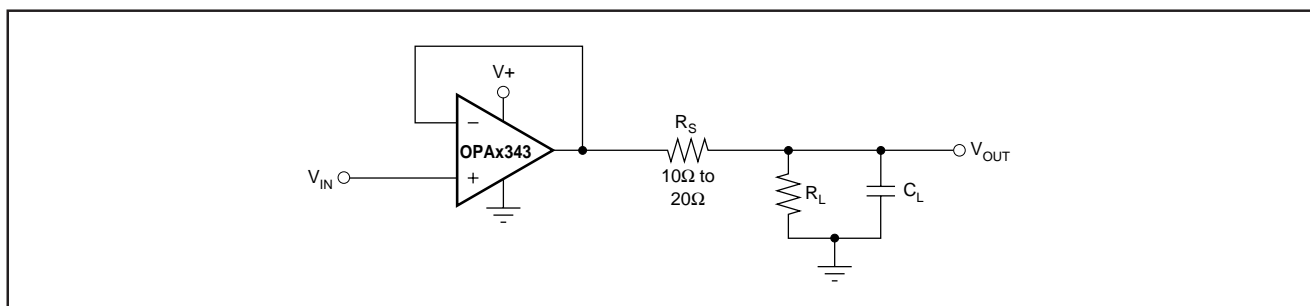 V+
−
OPAx343
+
V_IN
R_S
10Ω to
20Ω
R_L
C_L
V_OUT